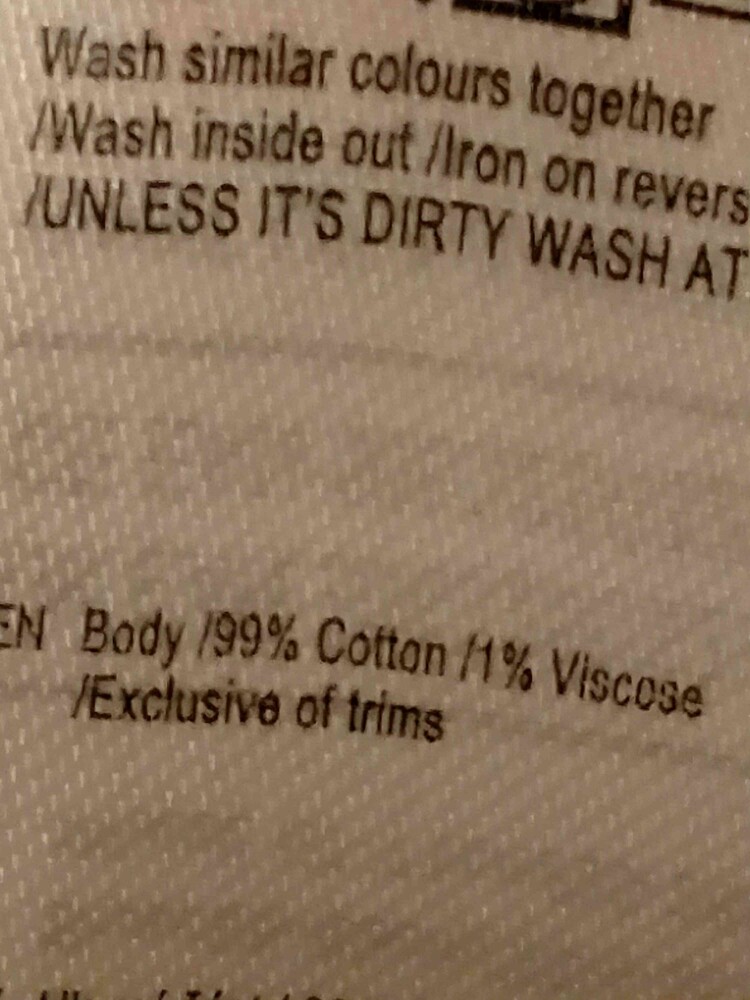 Wash similar colours together
/Wash inside out /Iron on revers
/UNLESS IT'S DIRTY WASH AT
EN Body /99% Cotton /1% Viscose
/Exclusive of trims